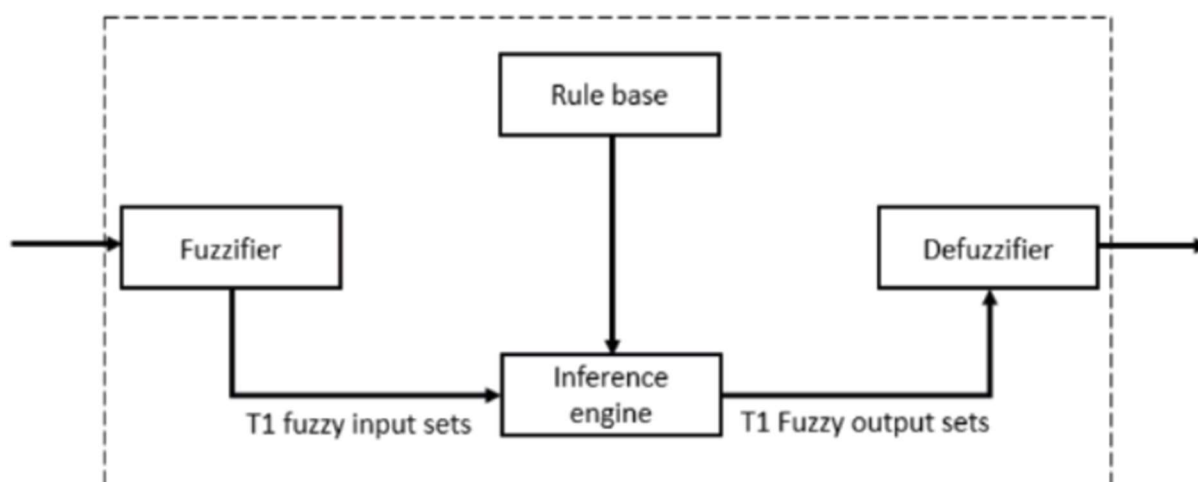 Rule base
Fuzzifier
Defuzzifier
Inference
engine
T1 fuzzy input sets
T1 Fuzzy output sets